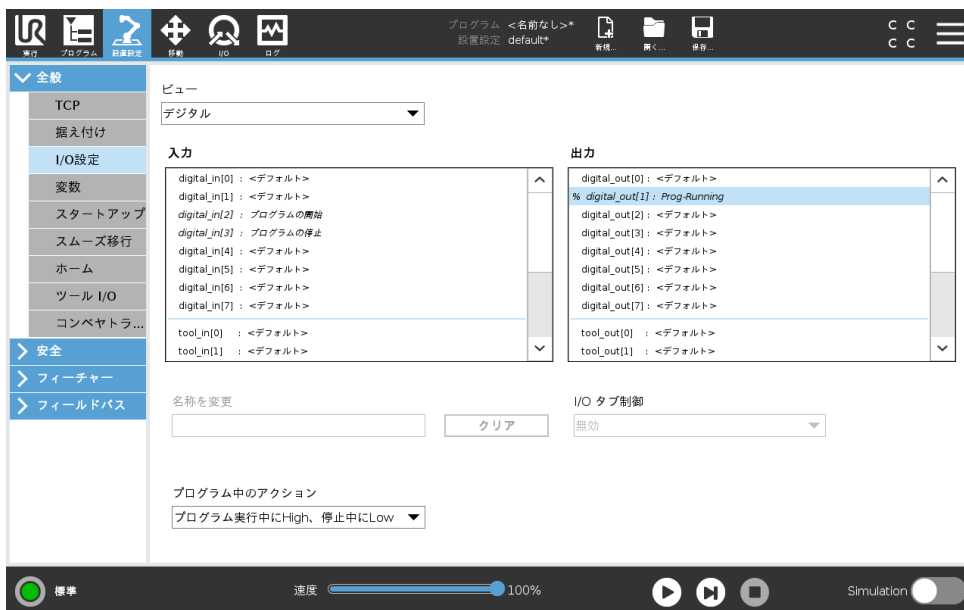 UR
実行
プログラム
設置設定
移動
I/O
ログ
プログラム <名前なし>*
設置設定 default*
新規...
開く...
保存...
C C
C C
全般
TCP
据え付け
I/O設定
変数
スタートアップ
スムーズ移行
ホーム
ツール I/O
コンベヤトラ...
安全
フィーチャー
フィールドバス
ビュー
デジタル
入力
digital_in[0] : <デフォルト>
digital_in[1] : <デフォルト>
digital_in[2] : プログラムの開始
digital_in[3] : プログラムの停止
digital_in[4] : <デフォルト>
digital_in[5] : <デフォルト>
digital_in[6] : <デフォルト>
digital_in[7] : <デフォルト>
tool_in[0] : <デフォルト>
tool_in[1] : <デフォルト>
出力
digital_out[0] : <デフォルト>
% digital_out[1] : Prog-Running
digital_out[2] : <デフォルト>
digital_out[3] : <デフォルト>
digital_out[4] : <デフォルト>
digital_out[5] : <デフォルト>
digital_out[6] : <デフォルト>
digital_out[7] : <デフォルト>
tool_out[0] : <デフォルト>
tool_out[1] : <デフォルト>
名称を変更
クリア
I/O タブ制御
無効
プログラム中のアクション
プログラム実行中にHigh、停止中にLow
標準
速度
100%
Simulation